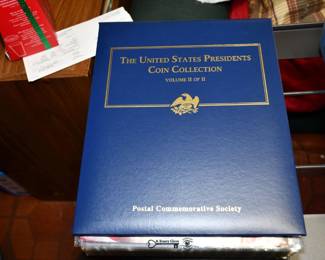 The United States Presidents
Coin Collection
Volume II of II
Postal Commemorative Society